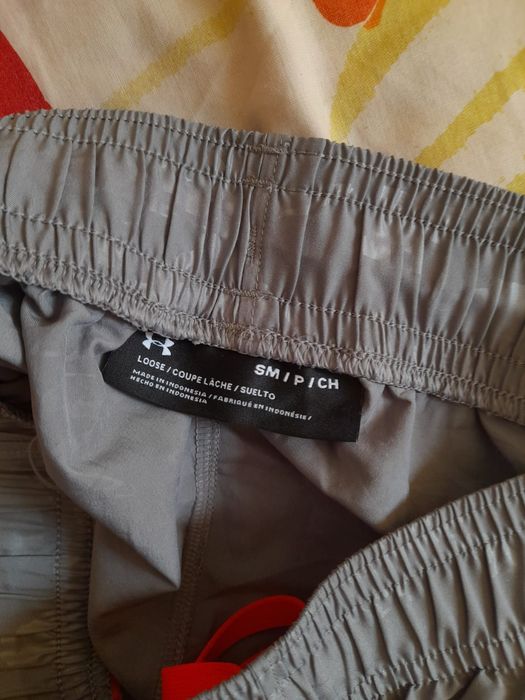 SM / P / CH
LOOSE / COUPE LÂCHE / SUELTO
MADE IN INDONESIA / FABRIQUÉ EN INDONÉSIE /
HECHO EN INDONESIA